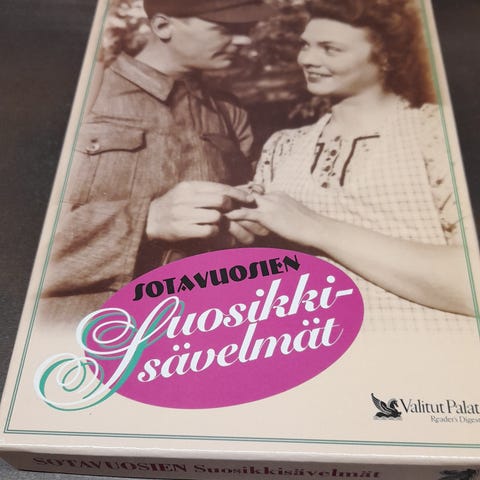 SOTAVUOSIEN
Suosikki-
sävelmät
Valitut Palat
Reader's Digest
SOTAVUOSIEN Suosikkisävelmät